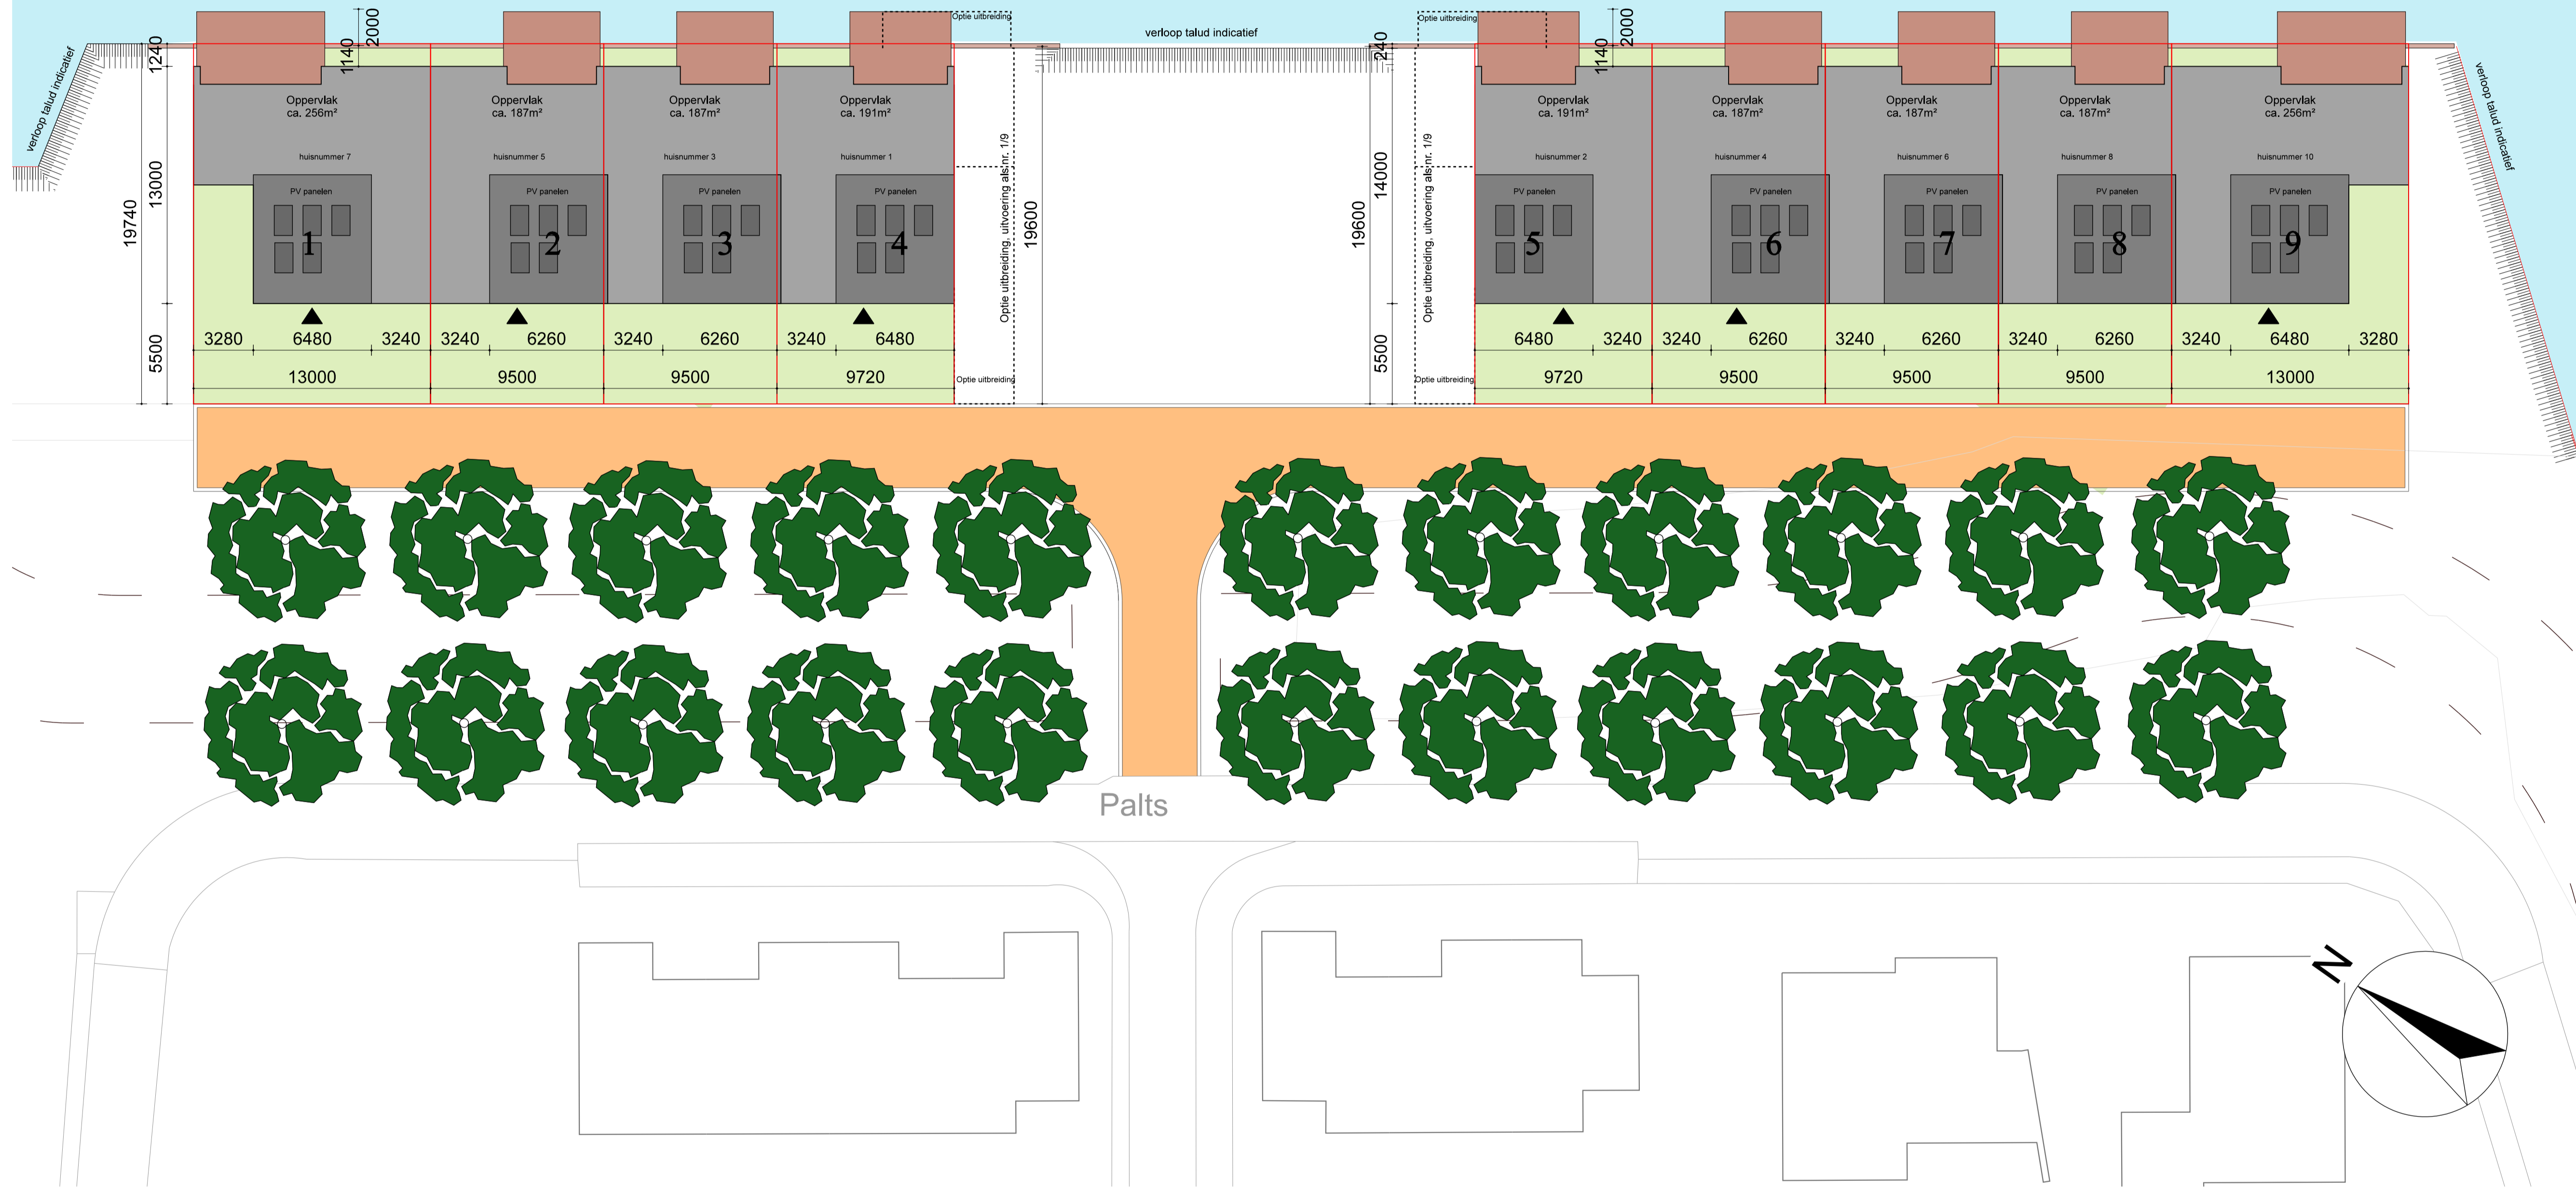 Optie uitbreiding
verloop talud indicatief
Optie uitbreiding
2000
1140
1240
2000
1140
240
verloop talud indicatief
verloop talud indicatief
Oppervlak
ca. 256m²
Oppervlak
ca. 187m²
Oppervlak
ca. 187m²
Oppervlak
ca. 191m²
Oppervlak
ca. 191m²
Oppervlak
ca. 187m²
Oppervlak
ca. 187m²
Oppervlak
ca. 187m²
Oppervlak
ca. 256m²
huisnummer 7
huisnummer 5
huisnummer 3
huisnummer 1
huisnummer 2
huisnummer 4
huisnummer 6
huisnummer 8
huisnummer 10
13000
19740
5500
Optie uitbreiding, uitvoering alsnr. 1/9
19600
19600
14000
5500
Optie uitbreiding, uitvoering alsnr. 1/9
PV panelen
PV panelen
PV panelen
PV panelen
PV panelen
PV panelen
PV panelen
PV panelen
PV panelen
1
2
3
4
5
6
7
8
9
3280 6480 3240 3240 6260 3240 6260 3240 6480
6480 3240 3240 6260 3240 6260 3240 6260 3240 6480 3280
13000 9500 9500 9720
Optie uitbreiding
Optie uitbreiding
9720 9500 9500 9500 13000
Palts
N